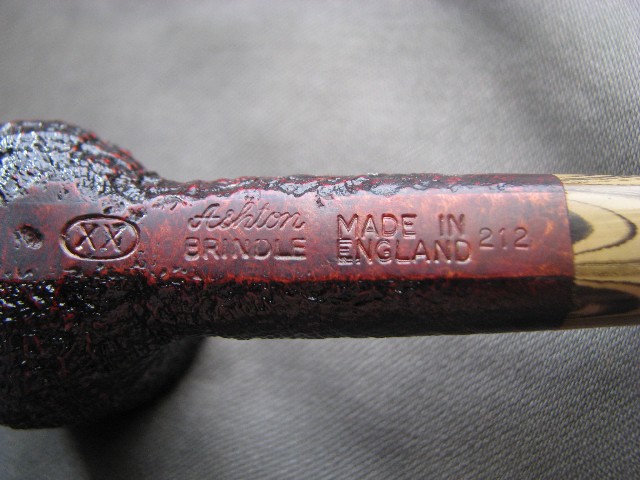 XX
Ashton
BRINDLE
MADE IN
ENGLAND
212